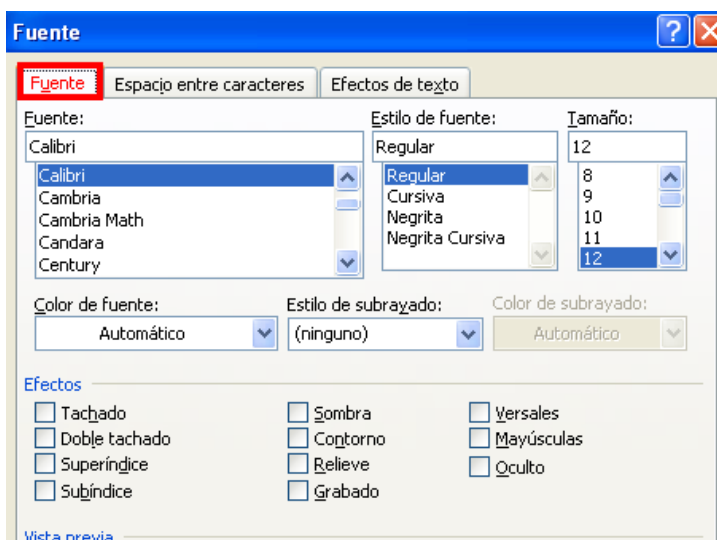 Fuente
Fuente Espacio entre caracteres Efectos de texto
Fuente: Estilo de fuente: Tamaño:
Calibri Regular 12
Calibri Regular 8
Cambria Cursiva 9
Cambria Math Negrita 10
Candara Negrita Cursiva 11
Century 12
Color de fuente: Estilo de subrayado: Color de subrayado:
Automático (ninguno) Automático
Efectos
Tachado Sombra Versales
Doble tachado Contorno Mayúsculas
Superíndice Relieve Oculto
Subíndice Grabado
Vista previa